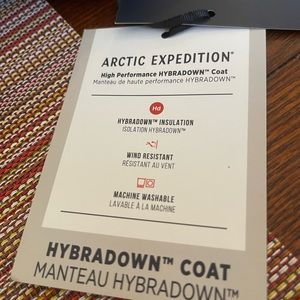 ARCTIC EXPEDITION®
High Performance HYBRADOWN™ Coat
Manteau de haute performance HYBRADOWN™
Hd
HYBRADOWN™ INSULATION
ISOLATION HYBRADOWN™
WIND RESISTANT
RÉSISTANT AU VENT
MACHINE WASHABLE
LAVABLE À LA MACHINE
HYBRADOWN™ COAT
MANTEAU HYBRADOWN™